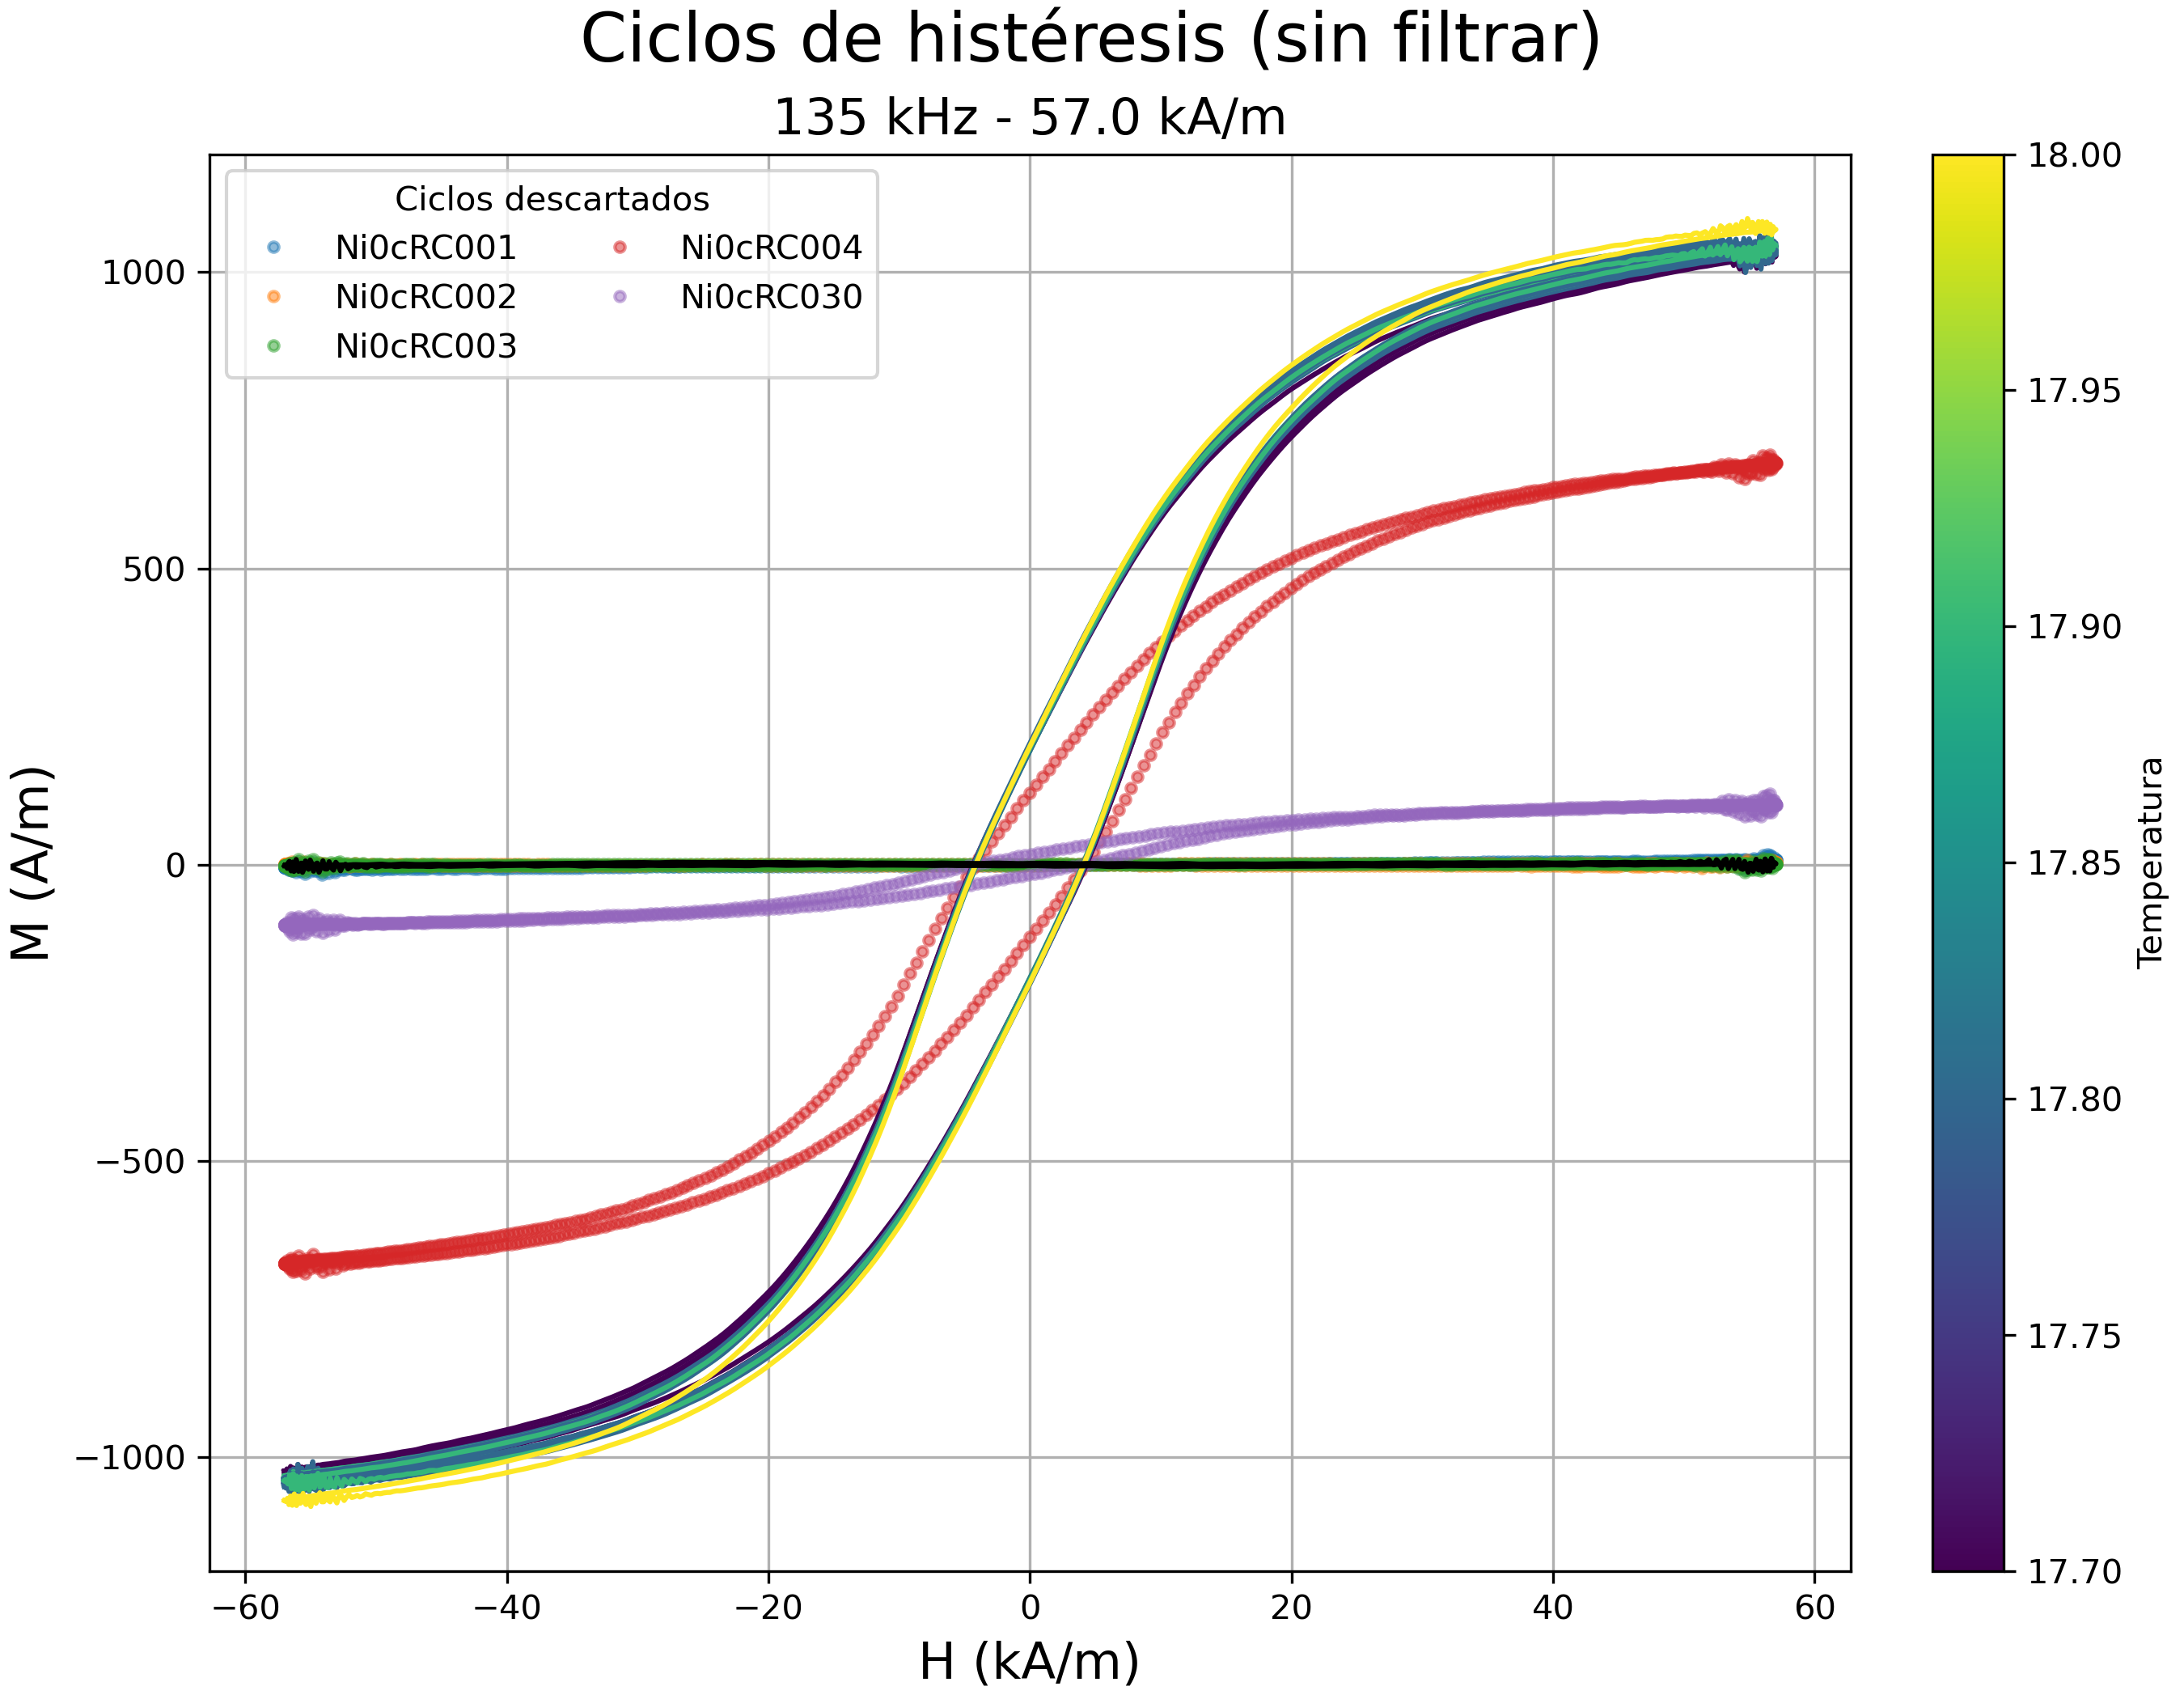 Ciclos de histéresis (sin filtrar)
135 kHz - 57.0 kA/m
Ciclos descartados
Ni0cRC001
Ni0cRC002
Ni0cRC003
Ni0cRC004
Ni0cRC030
M (A/m)
1000
500
0
−500
−1000
−60
−40
−20
0
20
40
60
H (kA/m)
18.00
17.95
17.90
17.85
17.80
17.75
17.70
Temperatura